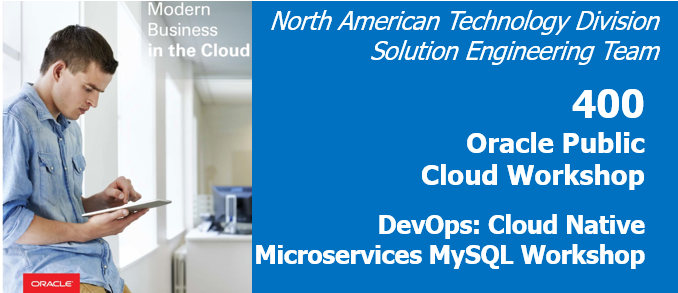 Modern
Business
in the Cloud
ORACLE
North American Technology Division
Solution Engineering Team
400
Oracle Public
Cloud Workshop
DevOps: Cloud Native
Microservices MySQL Workshop